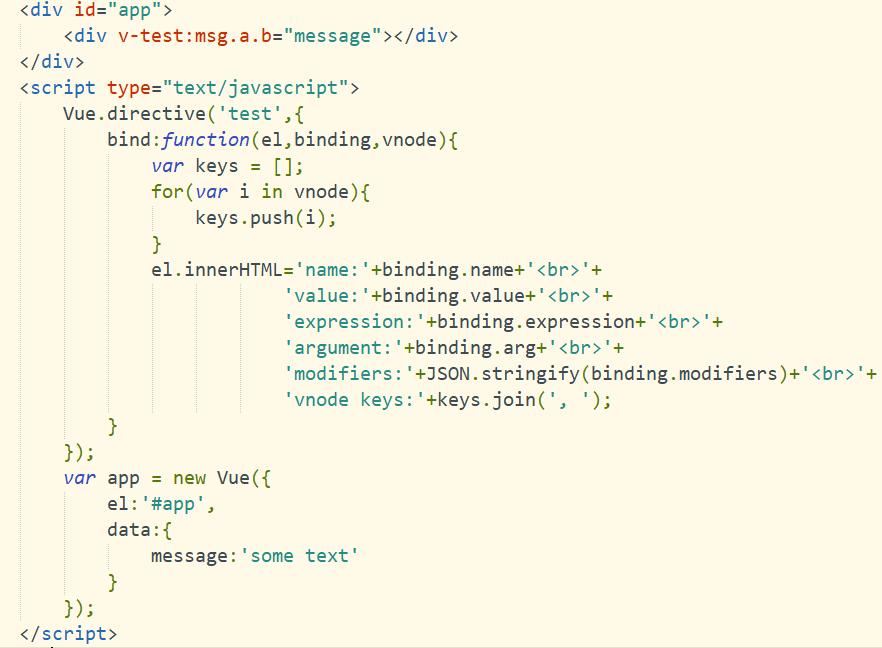 <div id="app">
    <div v-test:msg.a.b="message"></div>
</div>
<script type="text/javascript">
    Vue.directive('test',{
        bind:function(el,binding,vnode){
            var keys = [];
            for(var i in vnode){
                keys.push(i);
            }
            el.innerHTML='name:'+binding.name+'<br>'+
                        'value:'+binding.value+'<br>'+
                        'expression:'+binding.expression+'<br>'+
                        'argument:'+binding.arg+'<br>'+
                        'modifiers:'+JSON.stringify(binding.modifiers)+'<br>'+
                        'vnode keys:'+keys.join(', ');
        }
    });
    var app = new Vue({
        el:'#app',
        data:{
            message:'some text'
        }
    });
</script>